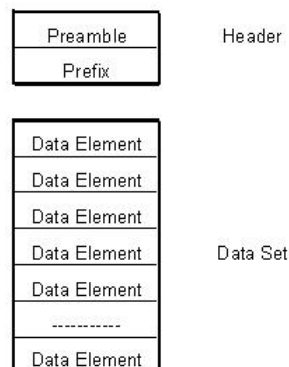 Preamble Header
Prefix
Data Element
Data Element
Data Element
Data Element Data Set
Data Element
-----------
Data Element